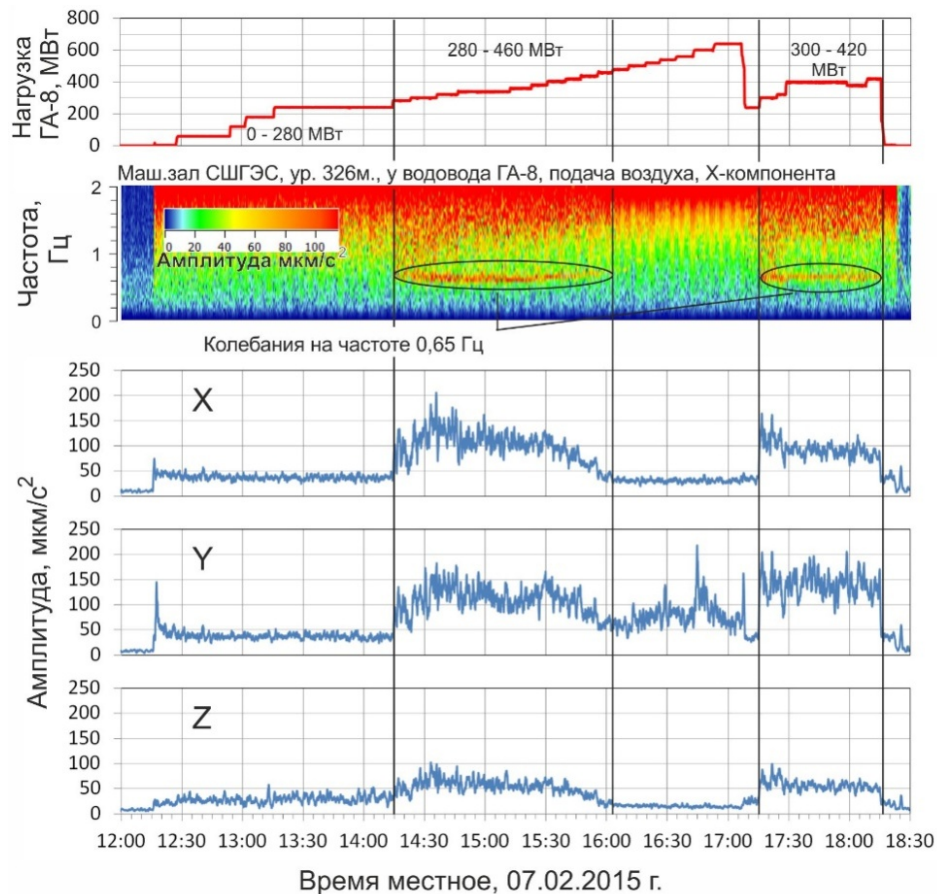 Нагрузка
ГА-8, МВт
800
600
400
200
0
0 - 280 МВт
280 - 460 МВт
300 - 420
МВт
Маш.зал СШГЭС, ур. 326м., у водовода ГА-8, подача воздуха, Х-компонента
Частота,
Гц
2
1
0
0 20 40 60 80 100
Амплитуда мкм/с²
Колебания на частоте 0,65 Гц
Амплитуда, мкм/с²
250
200
150
100
50
0
X
250
200
150
100
50
0
Y
250
200
150
100
50
0
Z
12:00 12:30 13:00 13:30 14:00 14:30 15:00 15:30 16:00 16:30 17:00 17:30 18:00 18:30
Время местное, 07.02.2015 г.